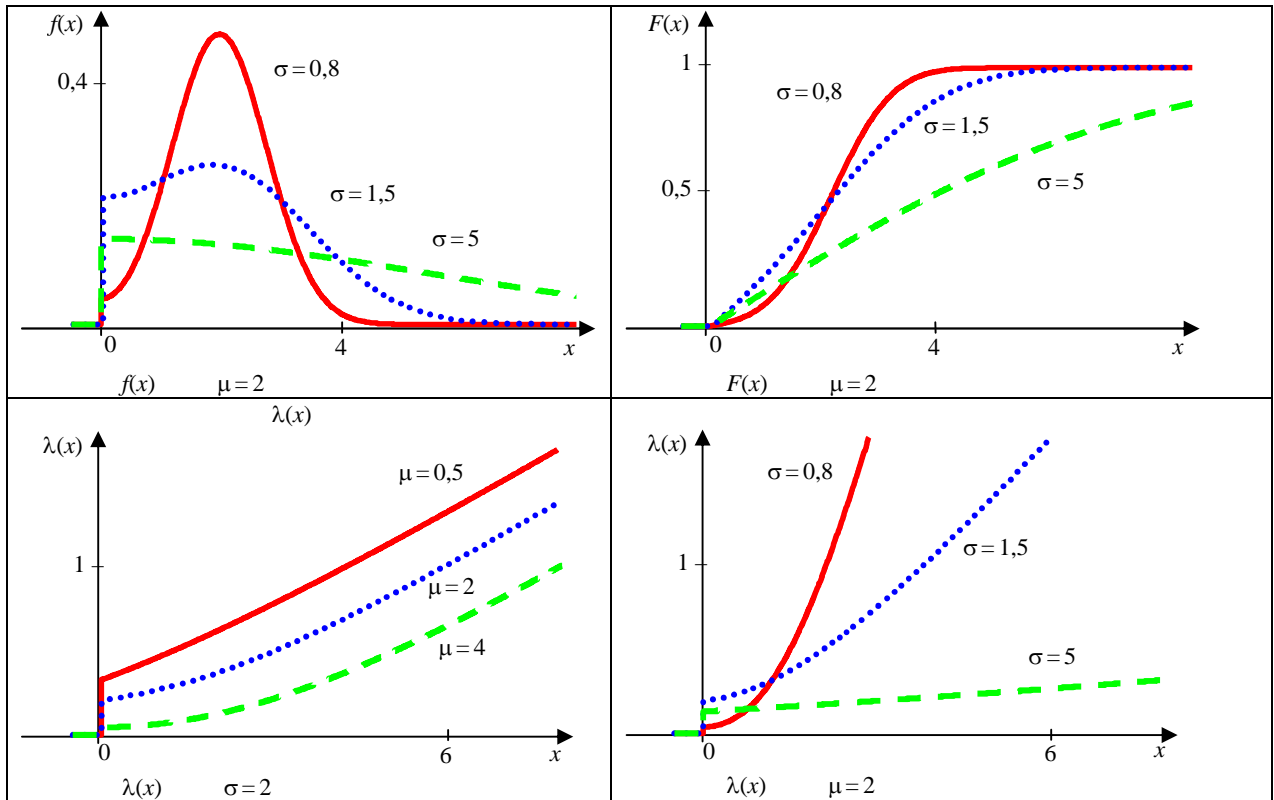 f(x)
0,4
σ = 0,8
σ = 1,5
σ = 5
0
4
x
f(x) μ = 2
F(x)
1
0,5
σ = 0,8
σ = 1,5
σ = 5
0
4
x
F(x) μ = 2
λ(x)
λ(x)
1
μ = 0,5
μ = 2
μ = 4
0
6
x
λ(x) σ = 2
λ(x)
1
σ = 0,8
σ = 1,5
σ = 5
0
6
x
λ(x) μ = 2